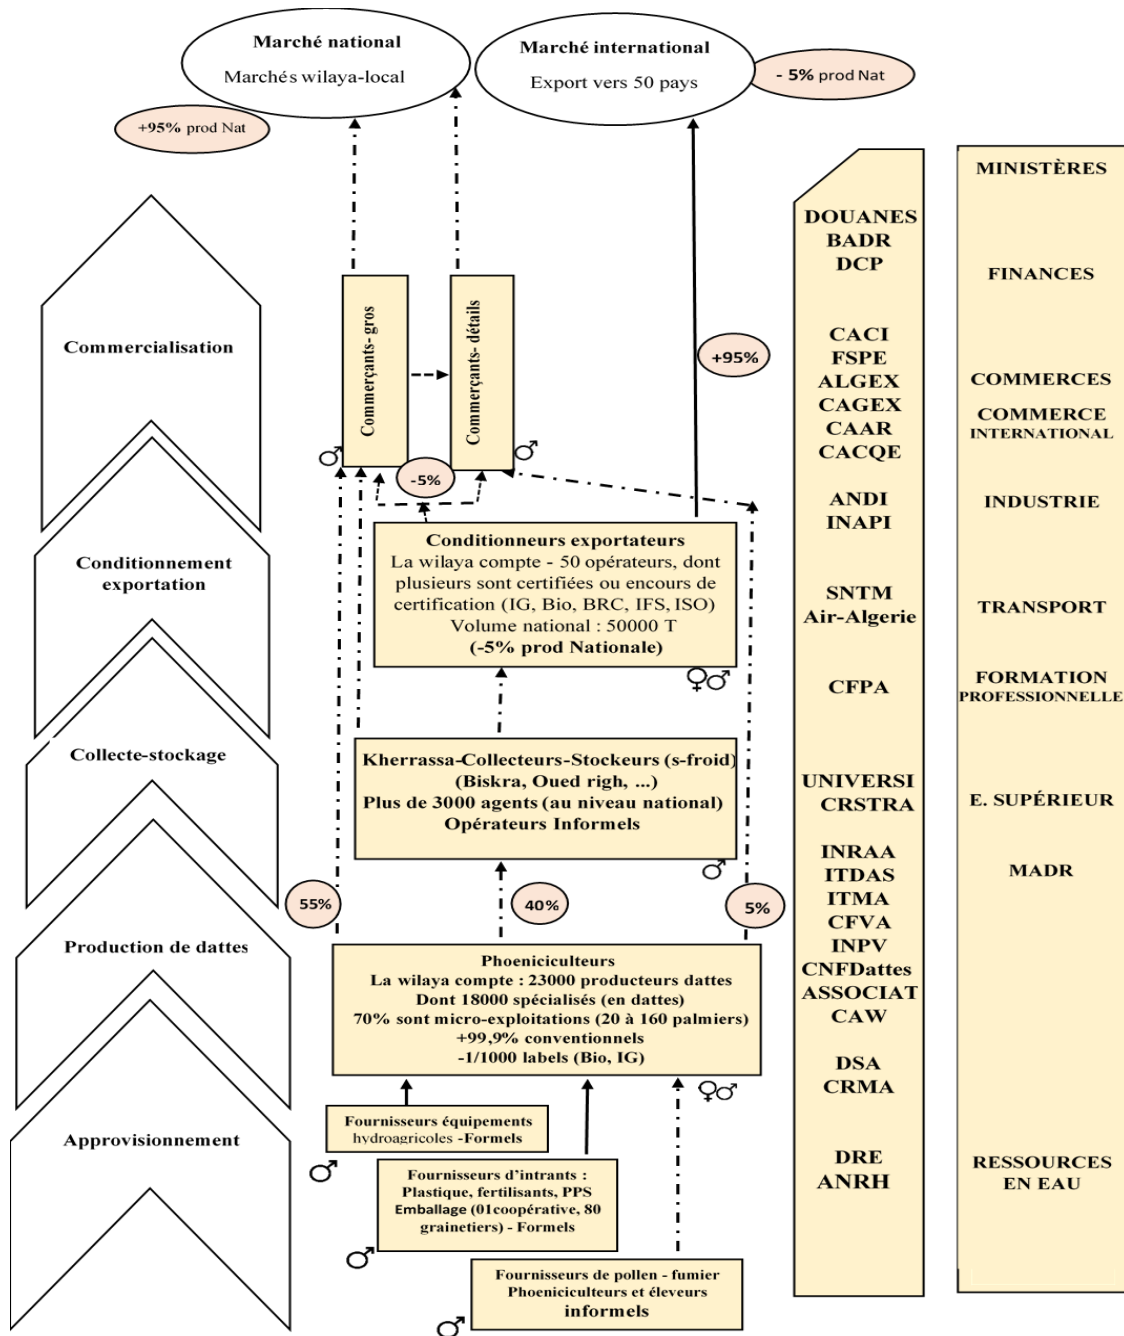 Marché national
Marchés wilaya-local
Marché international
Export vers 50 pays
- 5% prod Nat
+95% prod Nat
Commercialisation
Conditionnement
exportation
Collecte-stockage
Production de dattes
Approvisionnement
Commerçants- gros
Commerçants- détails
+95%
-5%
Conditionneurs exportateurs
La wilaya compte - 50 opérateurs, dont
plusieurs sont certifiées ou encours de
certification (IG, Bio, BRC, IFS, ISO)
Volume national : 50000 T
(-5% prod Nationale)
Kherrassa-Collecteurs-Stockeurs (s-froid)
(Biskra, Oued righ, ...)
Plus de 3000 agents (au niveau national)
Opérateurs Informels
55%
40%
5%
Phoeniciculteurs
La wilaya compte : 23000 producteurs dattes
Dont 18000 spécialisés (en dattes)
70% sont micro-exploitations (20 à 160 palmiers)
+99,9% conventionnels
-1/1000 labels (Bio, IG)
Fournisseurs équipements
hydroagricoles -Formels
Fournisseurs d'intrants :
Plastique, fertilisants, PPS
Emballage (01coopérative, 80
grainetiers) - Formels
Fournisseurs de pollen - fumier
Phoeniciculteurs et éleveurs
informels
DOUANES
BADR
DCP
CACI
FSPE
ALGEX
CAGEX
CAAR
CACQE
ANDI
INAPI
SNTM
Air-Algerie
CFPA
UNIVERSI
CRSTRA
INRAA
ITDAS
ITMA
CFVA
INPV
CNFDattes
ASSOCIAT
CAW
DSA
CRMA
DRE
ANRH
MINISTÈRES
FINANCES
COMMERCES
COMMERCE
INTERNATIONAL
INDUSTRIE
TRANSPORT
FORMATION
PROFESSIONNELLE
E. SUPÉRIEUR
MADR
RESSOURCES
EN EAU